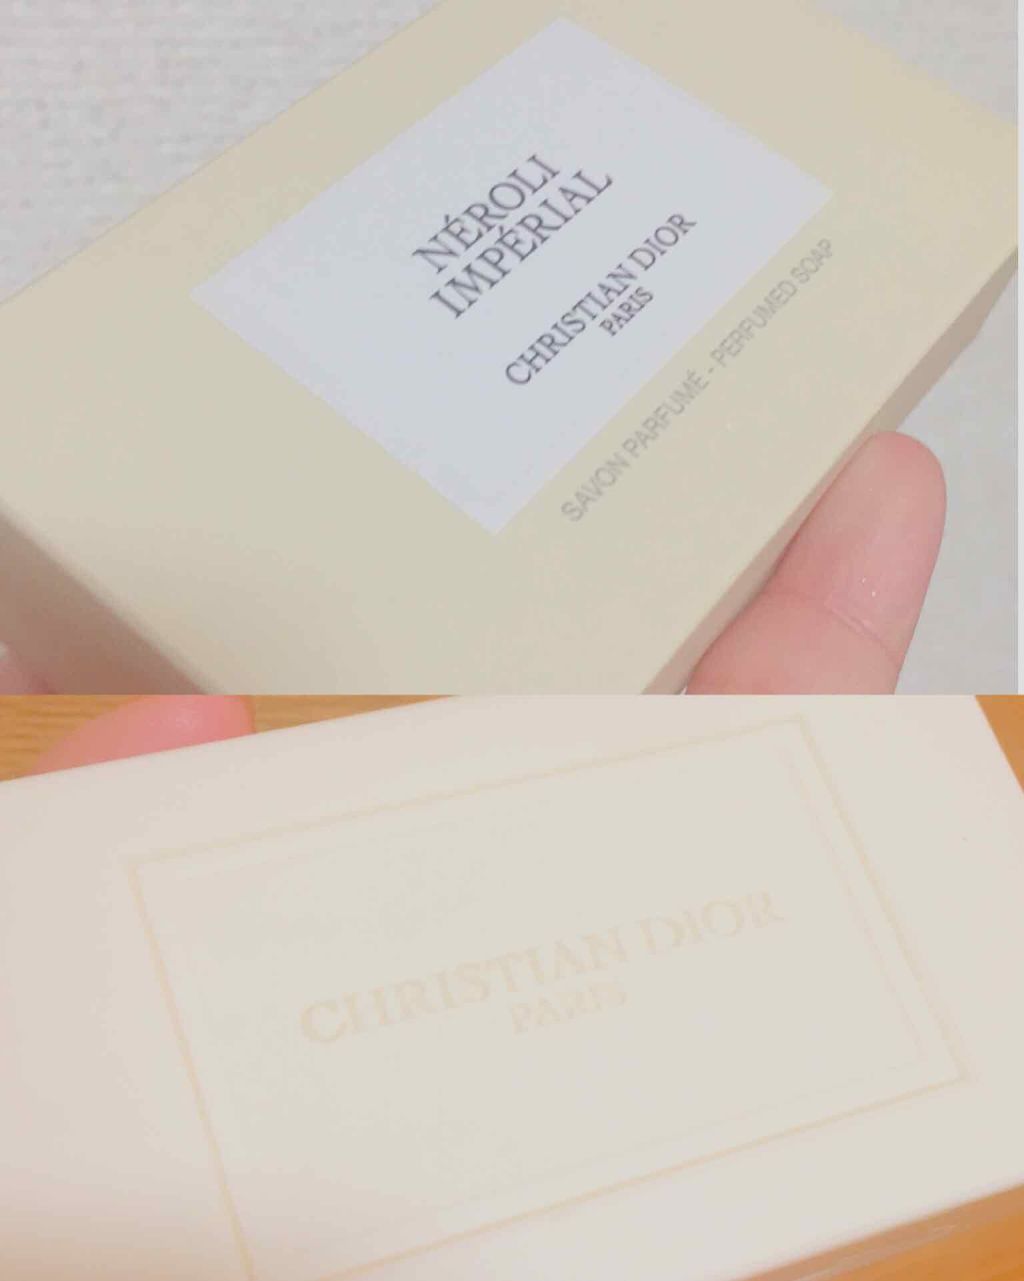 NÉROLI
IMPÉRIAL
CHRISTIAN DIOR
PARIS
SAVON PARFUMÉ - PERFUMED SOAP
CHRISTIAN DIOR
PARIS